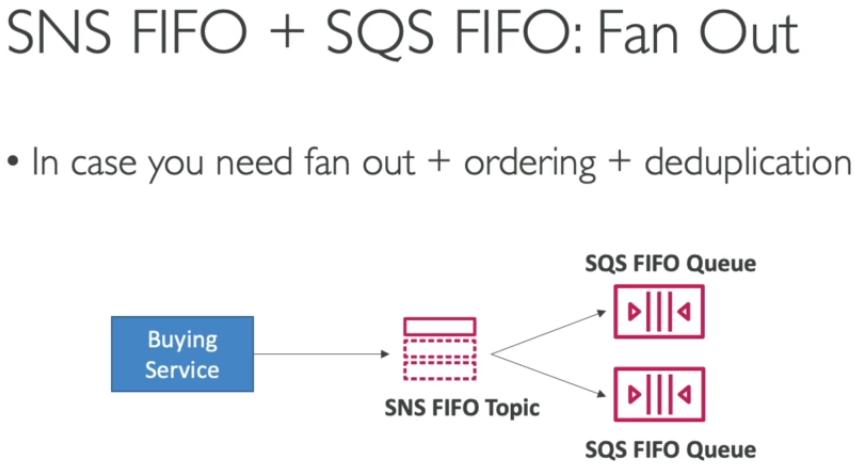 SNS FIFO + SQS FIFO: Fan Out
• In case you need fan out + ordering + deduplication
SQS FIFO Queue
Buying
Service
SNS FIFO Topic
SQS FIFO Queue